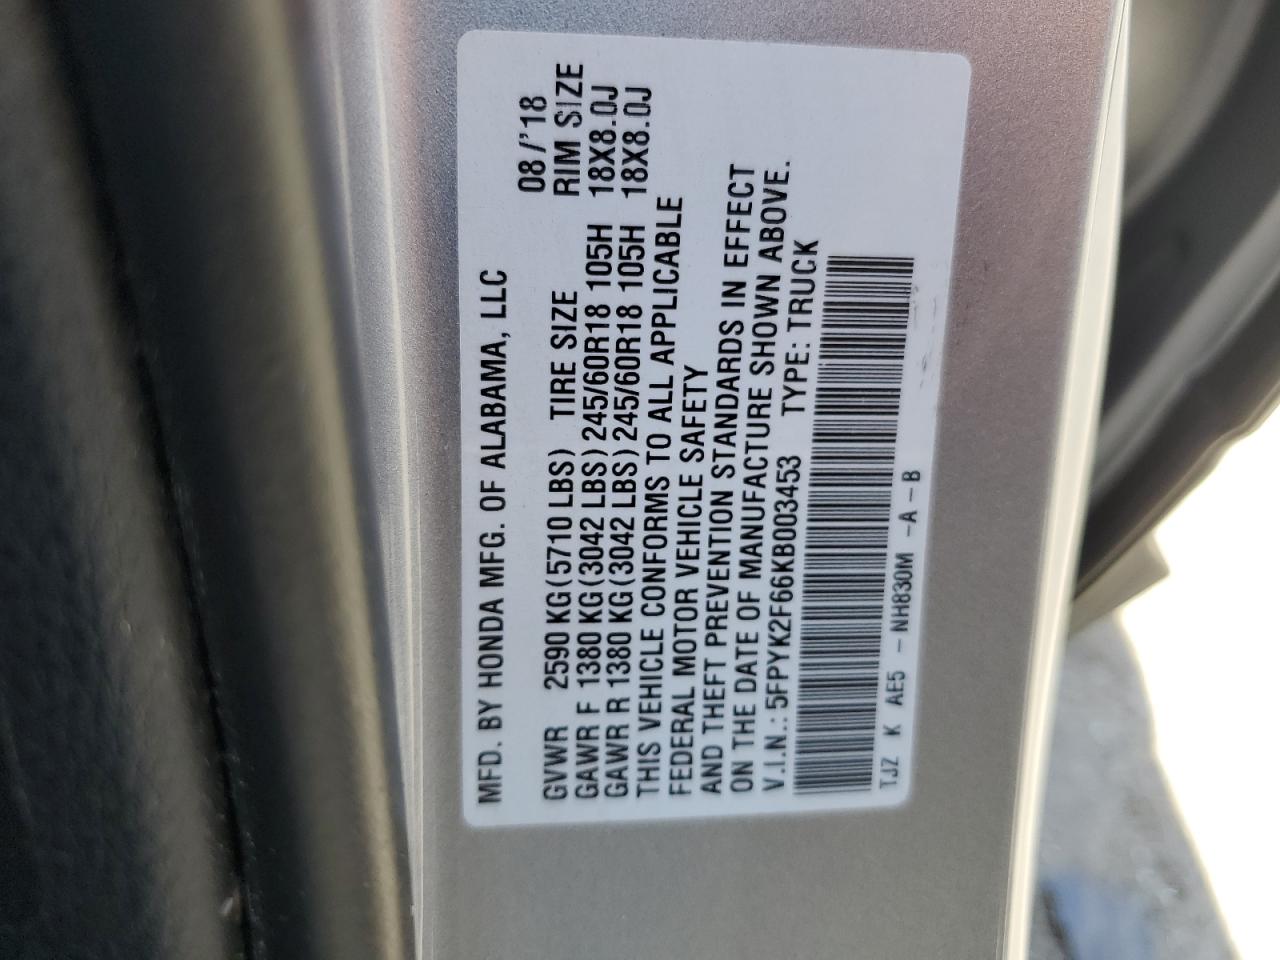 MFD. BY HONDA MFG. OF ALABAMA, LLC
08/'18
GVWR 2590 KG(5710 LBS) TIRE SIZE RIM SIZE
GAWR F 1380 KG(3042 LBS) 245/60R18 105H 18X8.0J
GAWR R 1380 KG(3042 LBS) 245/60R18 105H 18X8.0J
THIS VEHICLE CONFORMS TO ALL APPLICABLE
FEDERAL MOTOR VEHICLE SAFETY
AND THEFT PREVENTION STANDARDS IN EFFECT
ON THE DATE OF MANUFACTURE SHOWN ABOVE.
V.I.N.: 5FPYK2F66KB003453 TYPE: TRUCK
TJZ K AE5 - NH830M -A-B